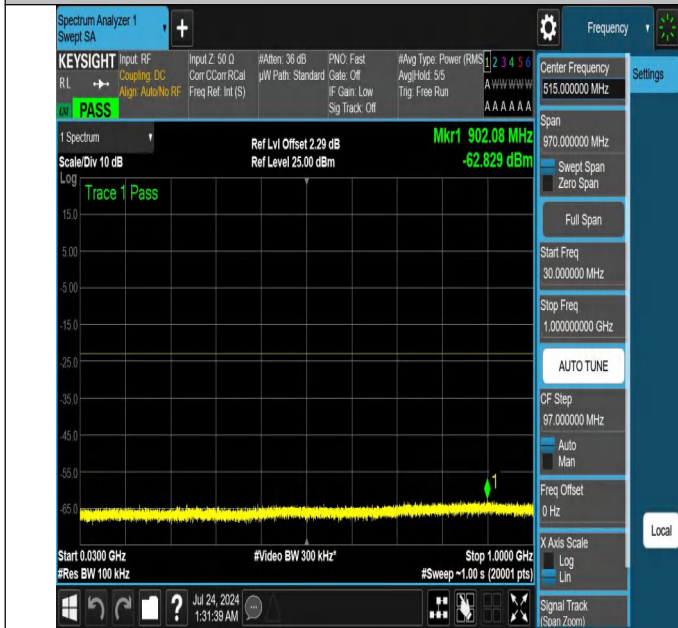 Spectrum Analyzer 1
Swept SA
+
Frequency
KEYSIGHT
RL
PASS
Input: RF
Coupling: DC
Align: Auto/No RF
Input Z: 50 Ω
Corr CCorr RCal
Freq Ref: Int (S)
#Atten: 36 dB
µW Path: Standard
PNO: Fast
Gate: Off
IF Gain: Low
Sig Track: Off
#Avg Type: Power (RMS
Avg|Hold: 5/5
Trig: Free Run
1 2 3 4 5 6
A W W W W W
A A A A A A
1 Spectrum
Scale/Div 10 dB
Ref Lvl Offset 2.29 dB
Ref Level 25.00 dBm
Mkr1 902.08 MHz
-62.829 dBm
Log
Trace 1 Pass
15.0
5.00
-5.00
-15.0
-25.0
-35.0
-45.0
-55.0
-65.0
1
Start 0.0300 GHz
#Res BW 100 kHz
#Video BW 300 kHz*
Stop 1.0000 GHz
#Sweep ~1.00 s (20001 pts)
Center Frequency
515.000000 MHz
Settings
Span
970.000000 MHz
Swept Span
Zero Span
Full Span
Start Freq
30.000000 MHz
Stop Freq
1.000000000 GHz
AUTO TUNE
CF Step
97.000000 MHz
Auto
Man
Freq Offset
0 Hz
Local
X Axis Scale
Log
Lin
Signal Track
(Span Zoom)
?
Jul 24, 2024
1:31:39 AM